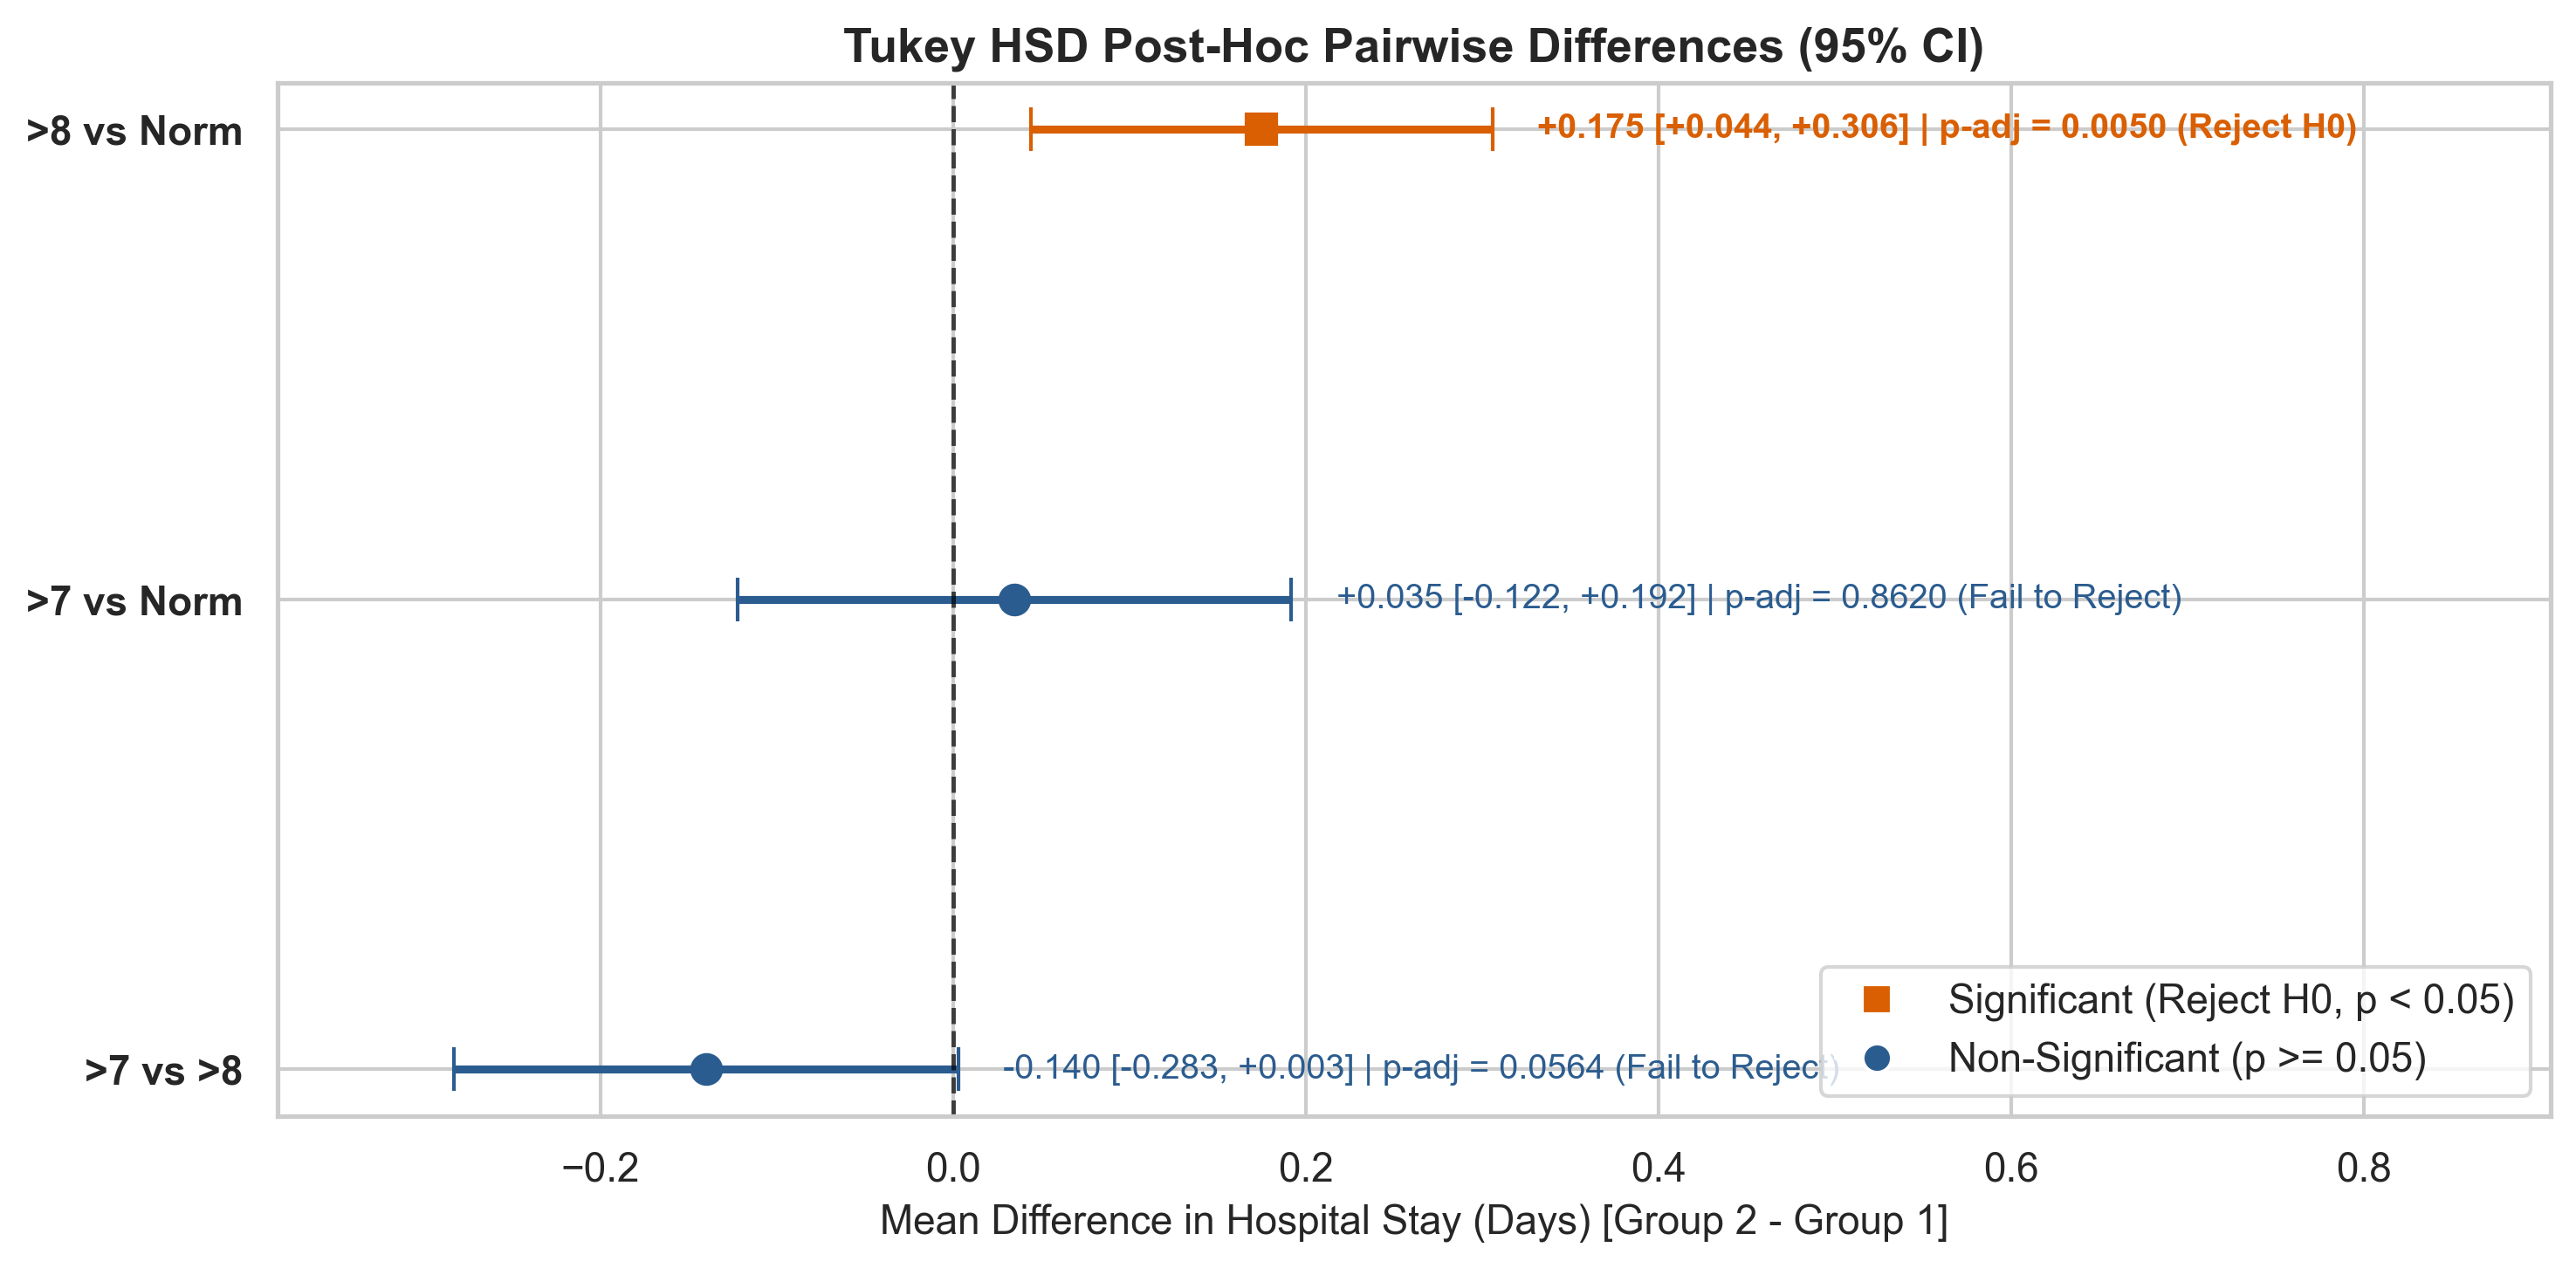 Tukey HSD Post-Hoc Pairwise Differences (95% CI)
>8 vs Norm
+0.175 [+0.044, +0.306] | p-adj = 0.0050 (Reject H0)
>7 vs Norm
+0.035 [-0.122, +0.192] | p-adj = 0.8620 (Fail to Reject)
>7 vs >8
-0.140 [-0.283, +0.003] | p-adj = 0.0564 (Fail to Reject)
Significant (Reject H0, p < 0.05)
Non-Significant (p >= 0.05)
−0.2 0.0 0.2 0.4 0.6 0.8
Mean Difference in Hospital Stay (Days) [Group 2 - Group 1]